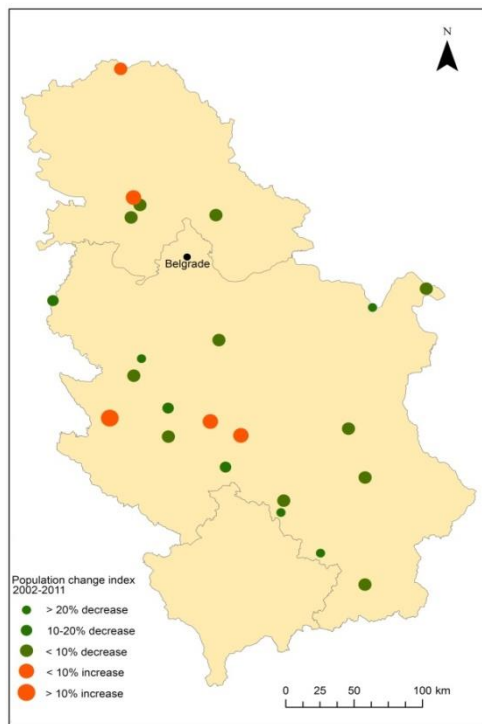 N
Belgrade
Population change index
2002-2011
> 20% decrease
10-20% decrease
< 10% decrease
< 10% increase
> 10% increase
0 25 50 100 km